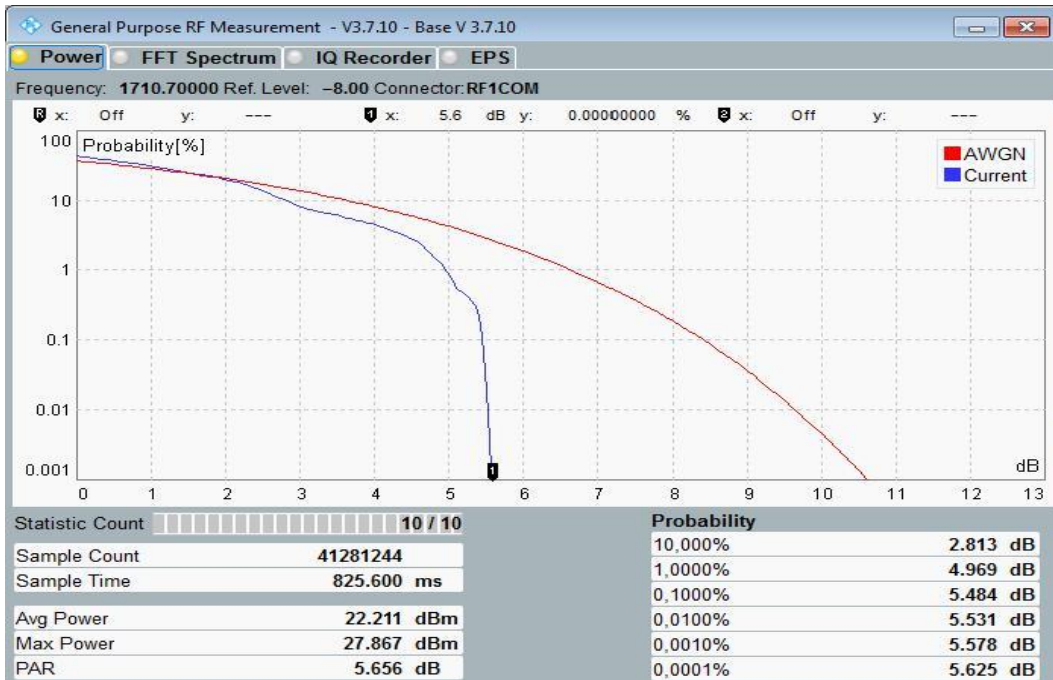 General Purpose RF Measurement - V3.7.10 - Base V 3.7.10
Power FFT Spectrum IQ Recorder EPS
Frequency: 1710.70000 Ref. Level: -8.00 Connector:RF1COM
R x: Off y: --- 1 x: 5.6 dB y: 0.00000000 % 2 x: Off y: ---
Probability[%]
AWGN
Current
100
10
1
0.1
0.01
0.001
1
dB
0 1 2 3 4 5 6 7 8 9 10 11 12 13
Statistic Count 10 / 10
Sample Count 41281244
Sample Time 825.600 ms
Avg Power 22.211 dBm
Max Power 27.867 dBm
PAR 5.656 dB
Probability
10,000% 2.813 dB
1,0000% 4.969 dB
0,1000% 5.484 dB
0,0100% 5.531 dB
0,0010% 5.578 dB
0,0001% 5.625 dB